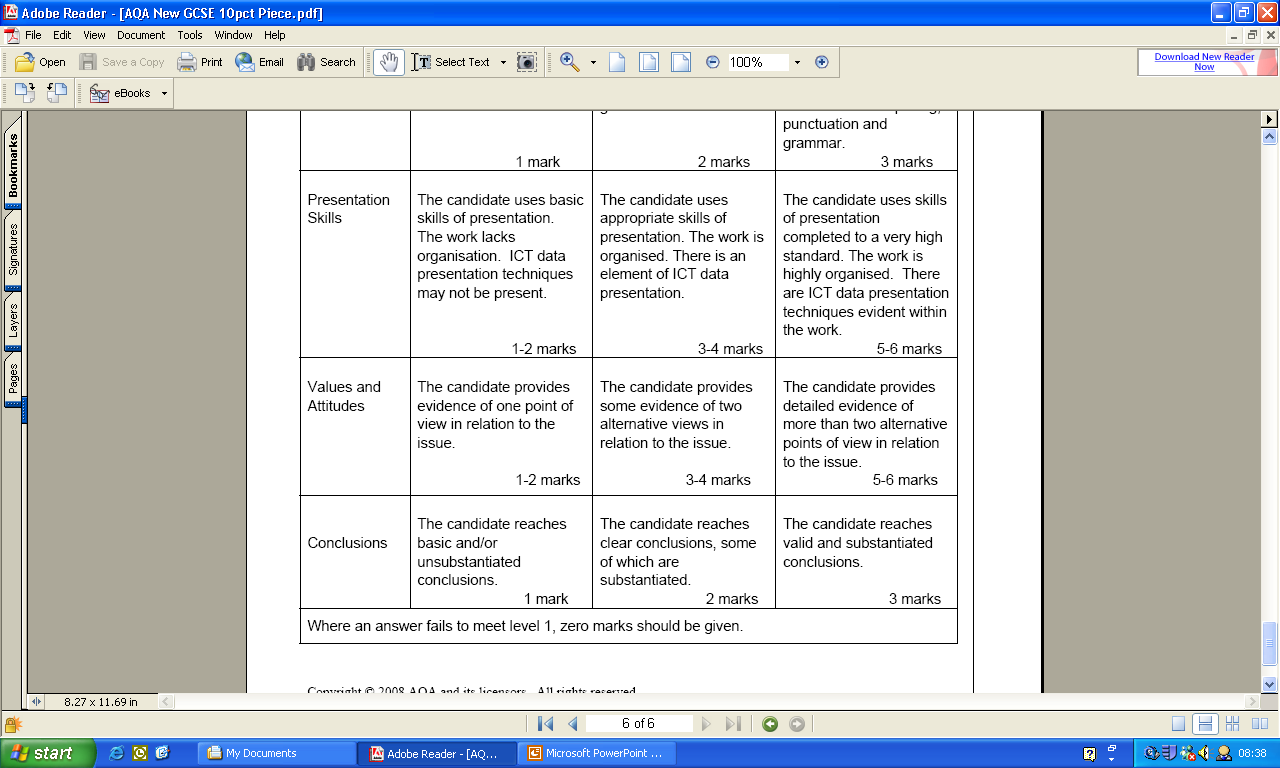 Adobe Reader - [AQA New GCSE 10pct Piece.pdf]
File Edit View Document Tools Window Help
Open Save a Copy Print Email Search Select Text 100% Download New Reader Now
eBooks
Bookmarks
Signatures
Layers
Pages
punctuation and
grammar.
1 mark 2 marks 3 marks
Presentation
Skills
The candidate uses basic
skills of presentation.
The work lacks
organisation. ICT data
presentation techniques
may not be present.
1-2 marks
The candidate uses
appropriate skills of
presentation. The work is
organised. There is an
element of ICT data
presentation.
3-4 marks
The candidate uses skills
of presentation
completed to a very high
standard. The work is
highly organised. There
are ICT data presentation
techniques evident within
the work.
5-6 marks
Values and
Attitudes
The candidate provides
evidence of one point of
view in relation to the
issue.
1-2 marks
The candidate provides
some evidence of two
alternative views in
relation to the issue.
3-4 marks
The candidate provides
detailed evidence of
more than two alternative
points of view in relation
to the issue.
5-6 marks
Conclusions
The candidate reaches
basic and/or
unsubstantiated
conclusions.
1 mark
The candidate reaches
clear conclusions, some
of which are
substantiated.
2 marks
The candidate reaches
valid and substantiated
conclusions.
3 marks
Where an answer fails to meet level 1, zero marks should be given.
Copyright © 2008 AQA and its licensors. All rights reserved.
8.27 x 11.69 in
6 of 6
start My Documents Adobe Reader - [AQ... Microsoft PowerPoint ... 08:38